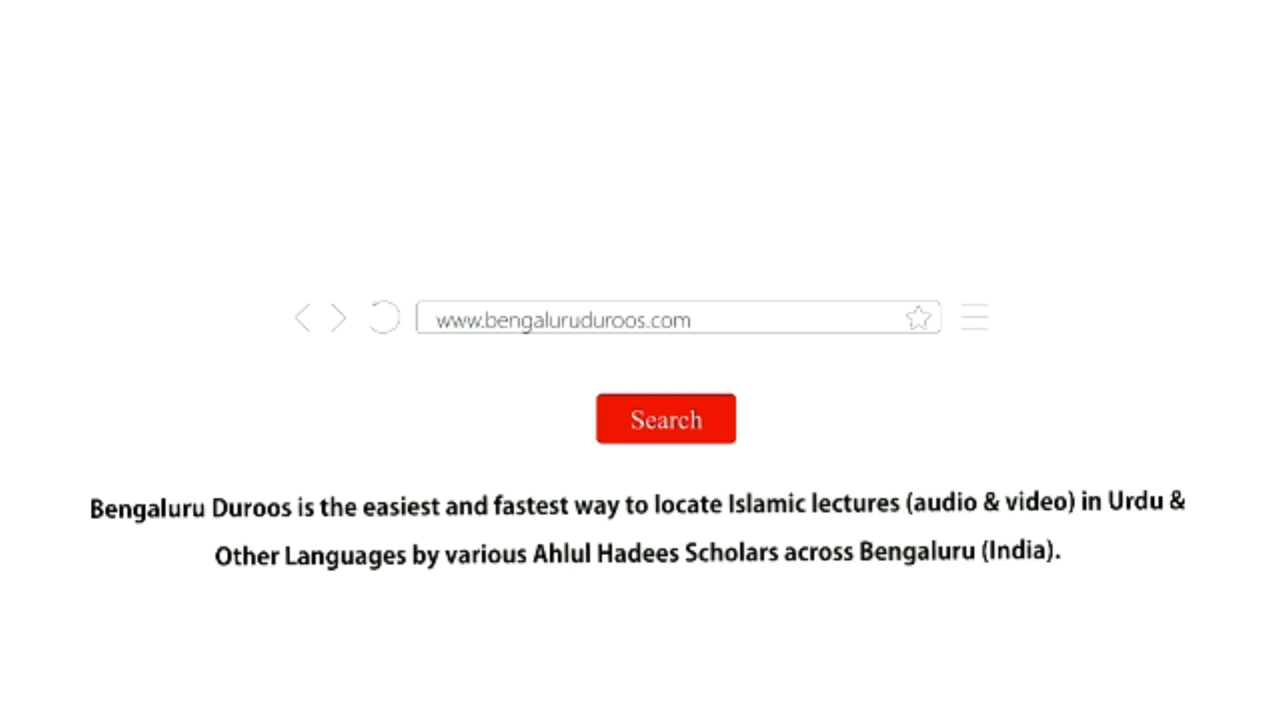 www.bengaluruduroos.com
Search
Bengaluru Duroos is the easiest and fastest way to locate Islamic lectures (audio & video) in Urdu &
Other Languages by various Ahlul Hadees Scholars across Bengaluru (India).